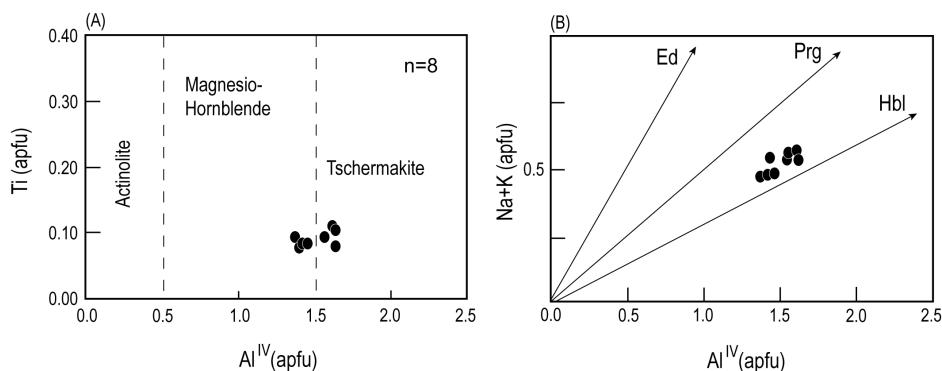 (A)
0.40
0.30
0.20
0.10
0.00
Ti (apfu)
Actinolite
Magnesio-
Hornblende
n=8
Tschermakite
0.0 0.5 1.0 1.5 2.0 2.5
Al IV (apfu)
(B)
Ed
Prg
Hbl
Na+K (apfu)
0.5
0.0 0.5 1.0 1.5 2.0 2.5
Al IV (apfu)